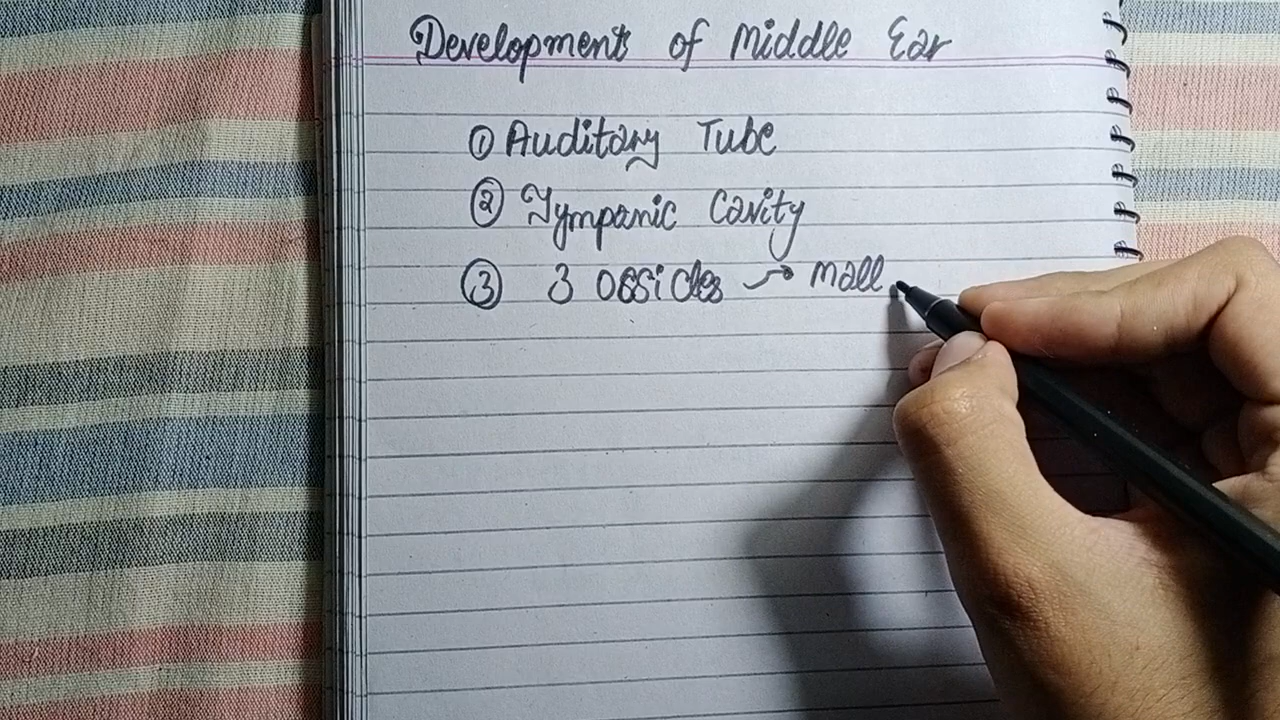 Development of Middle Ear
① Auditory Tube
② Tympanic Cavity
③ 3 Ossicles → Mall